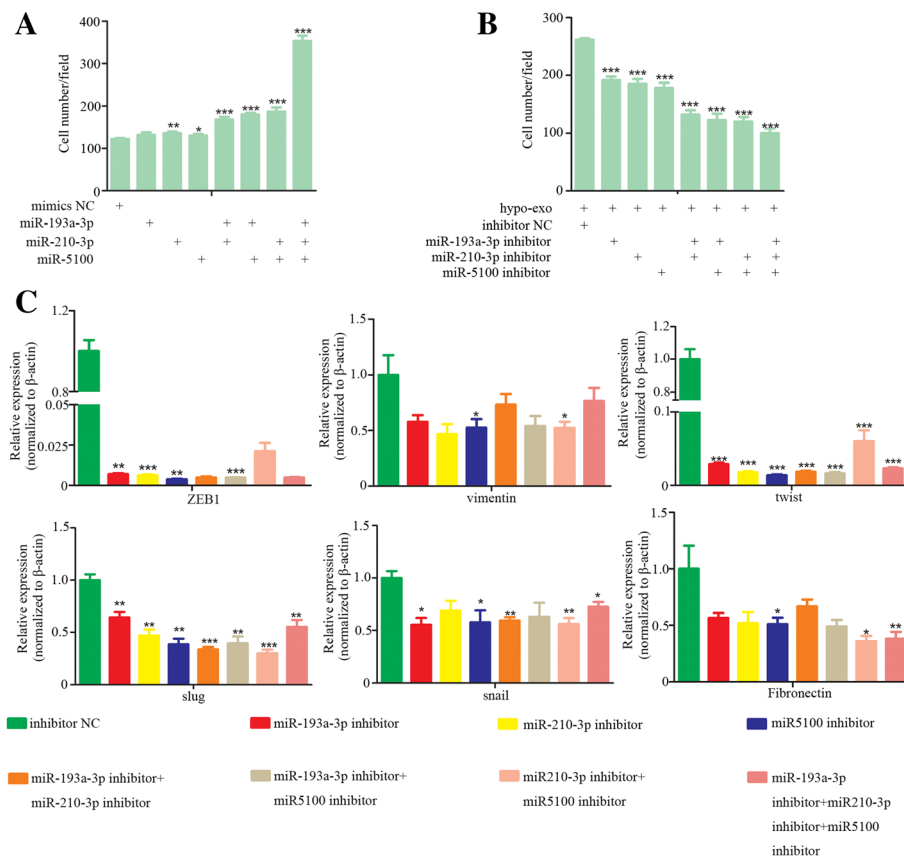 A
Cell number/field
400
300
200
100
0
***
***
***
***
**
*
mimics NC +
miR-193a-3p + + + +
miR-210-3p + + + +
miR-5100 + + + +
B
Cell number/field
300
200
100
0
*** *** ***
*** *** *** ***
hypo-exo + + + + + + + +
inhibitor NC +
miR-193a-3p inhibitor + + + +
miR-210-3p inhibitor + + + +
miR-5100 inhibitor + + + +
C
Relative expression
(normalized to β-actin)
1.2
1.0
0.8
0.05
0.025
0
** *** ** ***
ZEB1
Relative expression
(normalized to β-actin)
1.5
1.0
0.5
0.0
* *
vimentin
Relative expression
(normalized to β-actin)
1.2
1.0
0.8
0.1
0
*** *** *** *** *** *** ***
twist
Relative expression
(normalized to β-actin)
1.5
1.0
0.5
0.0
** ** ** *** ** *** **
slug
Relative expression
(normalized to β-actin)
1.5
1.0
0.5
0.0
* * ** ** *
snail
Relative expression
(normalized to β-actin)
1.5
1.0
0.5
0.0
* * **
Fibronectin
inhibitor NC
miR-193a-3p inhibitor
miR-210-3p inhibitor
miR5100 inhibitor
miR-193a-3p inhibitor+
miR-210-3p inhibitor
miR-193a-3p inhibitor+
miR5100 inhibitor
miR210-3p inhibitor+
miR5100 inhibitor
miR-193a-3p
inhibitor+miR210-3p
inhibitor+miR5100
inhibitor